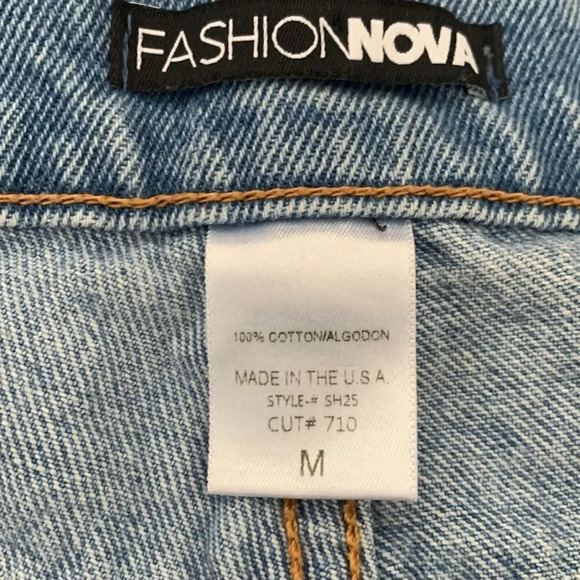 FASHIONNOVA
100% COTTON/ALGODON
MADE IN THE U.S.A.
STYLE-# SH25
CUT# 710
M